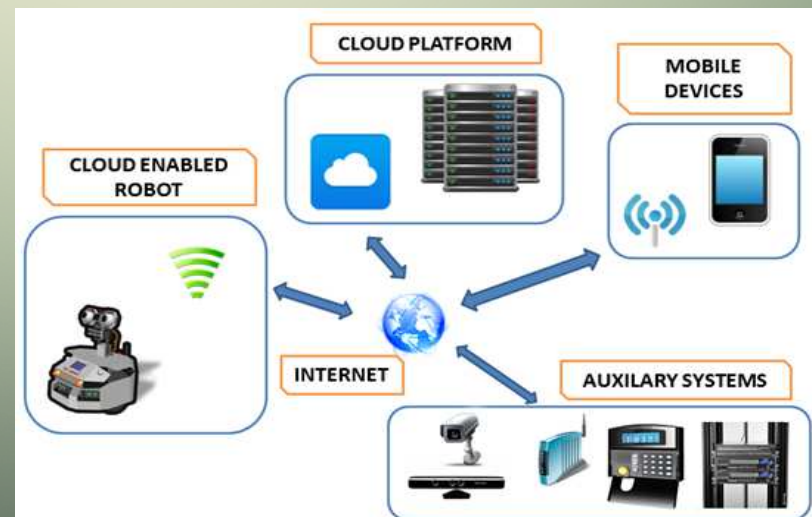 CLOUD PLATFORM
MOBILE
DEVICES
CLOUD ENABLED
ROBOT
INTERNET
AUXILARY SYSTEMS